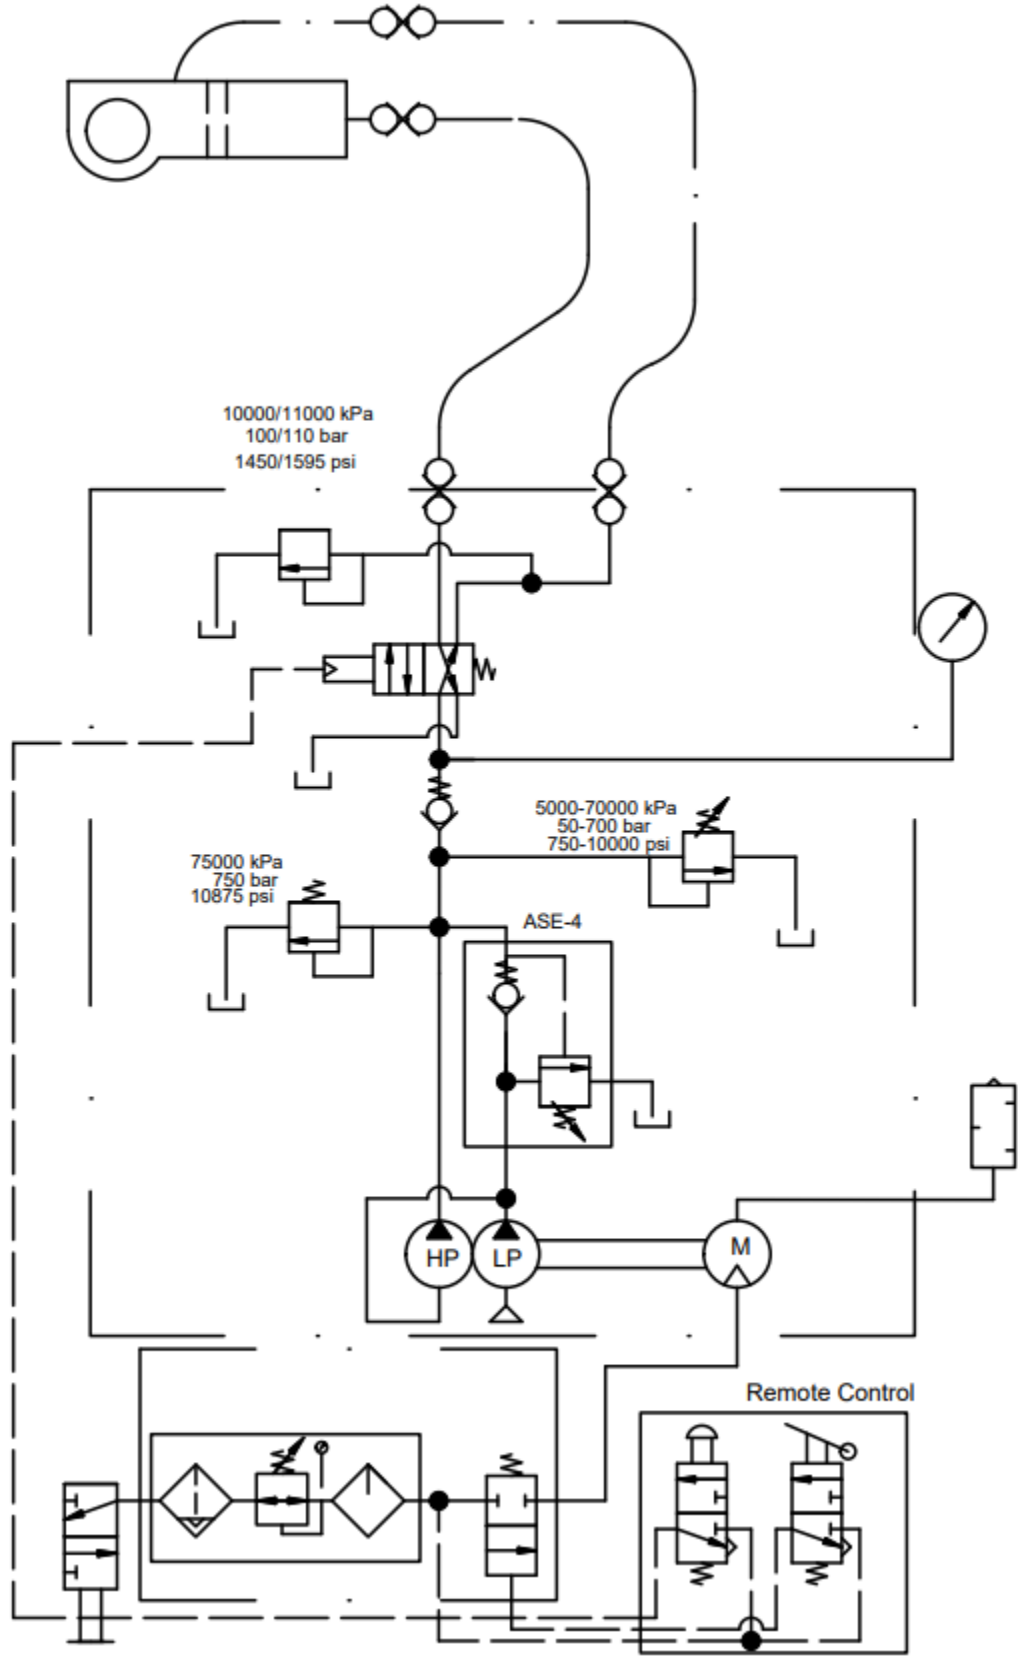 10000/11000 kPa
100/110 bar
1450/1595 psi
5000-70000 kPa
50-700 bar
750-10000 psi
75000 kPa
750 bar
10875 psi
ASE-4
HP
LP
M
Remote Control